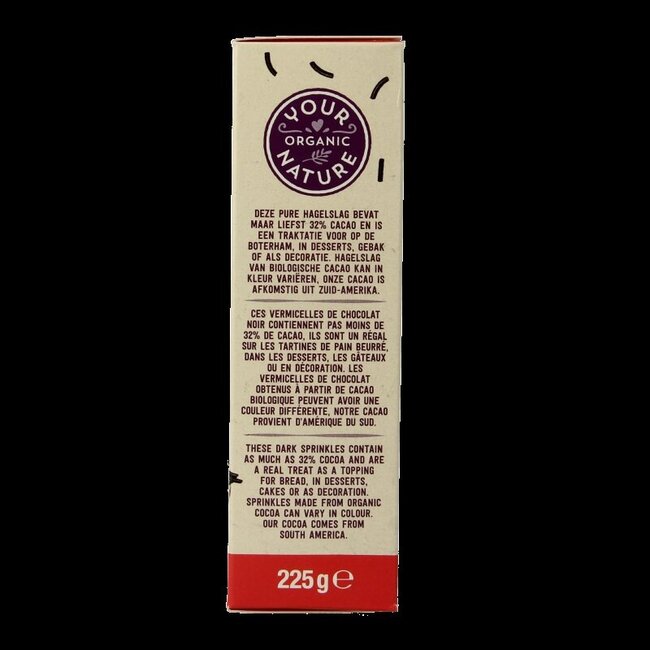 YOUR
ORGANIC
NATURE
DEZE PURE HAGELSLAG BEVAT
MAAR LIEFST 32% CACAO EN IS
EEN TRAKTATIE VOOR OP DE
BOTERHAM, IN DESSERTS, GEBAK
OF ALS DECORATIE. HAGELSLAG
VAN BIOLOGISCHE CACAO KAN IN
KLEUR VARIËREN, ONZE CACAO IS
AFKOMSTIG UIT ZUID-AMERIKA.
CES VERMICELLES DE CHOCOLAT
NOIR CONTIENNENT PAS MOINS DE
32% DE CACAO, ILS SONT UN RÉGAL
SUR LES TARTINES DE PAIN BEURRÉ,
DANS LES DESSERTS, LES GÂTEAUX
OU EN DÉCORATION. LES
VERMICELLES DE CHOCOLAT
OBTENUS À PARTIR DE CACAO
BIOLOGIQUE PEUVENT AVOIR UNE
COULEUR DIFFÉRENTE, NOTRE CACAO
PROVIENT D'AMÉRIQUE DU SUD.
THESE DARK SPRINKLES CONTAIN
AS MUCH AS 32% COCOA AND ARE
A REAL TREAT AS A TOPPING
FOR BREAD, IN DESSERTS,
CAKES OR AS DECORATION.
SPRINKLES MADE FROM ORGANIC
COCOA CAN VARY IN COLOUR.
OUR COCOA COMES FROM
SOUTH AMERICA.
225g℮